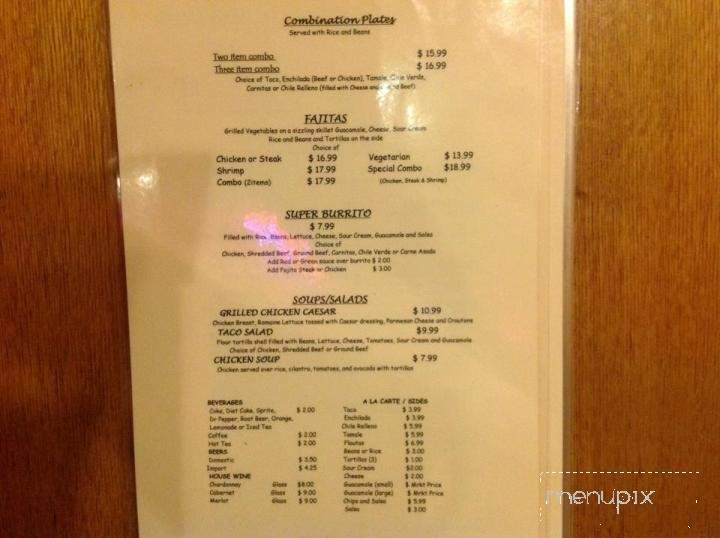 Combination Plates
Served with Rice and Beans
Two item combo $ 15.99
Three item combo $ 16.99
Choice of Taco, Enchilada (Beef or Chicken), Tamale, Chile Verde,
Carnitas or Chile Relleno (filled with Cheese and Beef)
FAJITAS
Grilled Vegetables on a sizzling skillet Guacamole, Cheese, Sour Cream
Rice and Beans and Tortillas on the side
Choice of
Chicken or Steak $ 16.99 Vegetarian $ 13.99
Shrimp $ 17.99 Special Combo $18.99
Combo (2items) $ 17.99 (Chicken, Steak & Shrimp)
SUPER BURRITO
$ 7.99
Filled with Rice, Beans, Lettuce, Cheese, Sour Cream, Guacamole and Salsa
Choice of
Chicken, Shredded Beef, Ground Beef, Carnitas, Chile Verde or Carne Asada
Add Red or Green sauce over burrito $ 2.00
Add Fajita Steak or Chicken $ 3.00
SOUPS/SALADS
GRILLED CHICKEN CAESAR $ 10.99
Chicken Breast, Romaine Lettuce tossed with Caesar dressing, Parmesan Cheese and Croutons
TACO SALAD $9.99
Flour tortilla shell filled with Beans, Lettuce, Cheese, Tomatoes, Sour Cream and Guacamole
Choice of Chicken, Shredded Beef or Ground Beef
CHICKEN SOUP $ 7.99
Chicken served over rice, cilantro, tomatoes, and avocado with tortillas
BEVERAGES
Coke, Diet Coke, Sprite, $ 2.00
Dr Pepper, Root Beer, Orange,
Lemonade or Iced Tea
Coffee $ 2.00
Hot Tea $ 2.00
BEERS
Domestic $ 3.50
Import $ 4.25
HOUSE WINE
Chardonnay Glass $8.00
Cabernet Glass $ 9.00
Merlot Glass $ 9.00
A LA CARTE / SIDES
Taco $ 3.99
Enchilada $ 3.99
Chile Relleno $ 5.99
Tamale $ 5.99
Flautas $ 6.99
Beans or Rice $ 3.00
Tortillas (3) $ 1.00
Sour Cream $2.00
Cheese $ 2.00
Guacamole (small) $ Mrkt Price
Guacamole (large) $ Mrkt Price
Chips and Salsa $ 5.99
Salsa $ 3.00
menupix